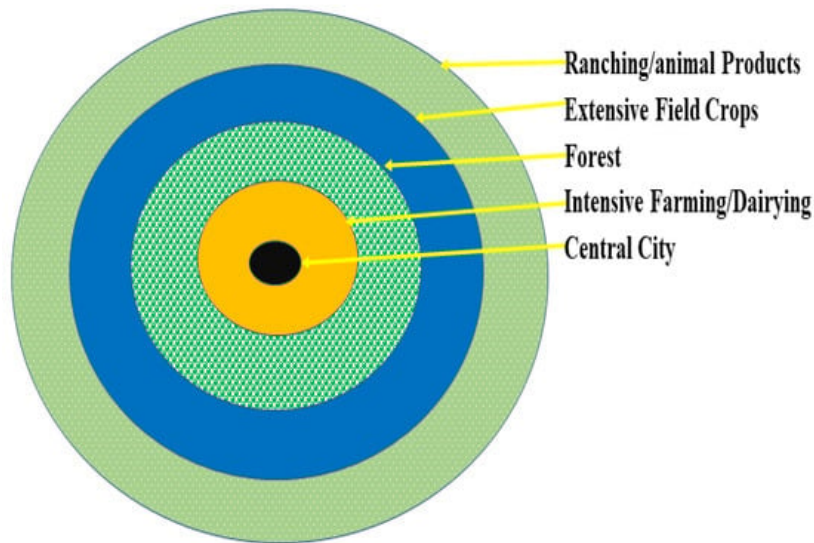 Ranching/animal Products
Extensive Field Crops
Forest
Intensive Farming/Dairying
Central City